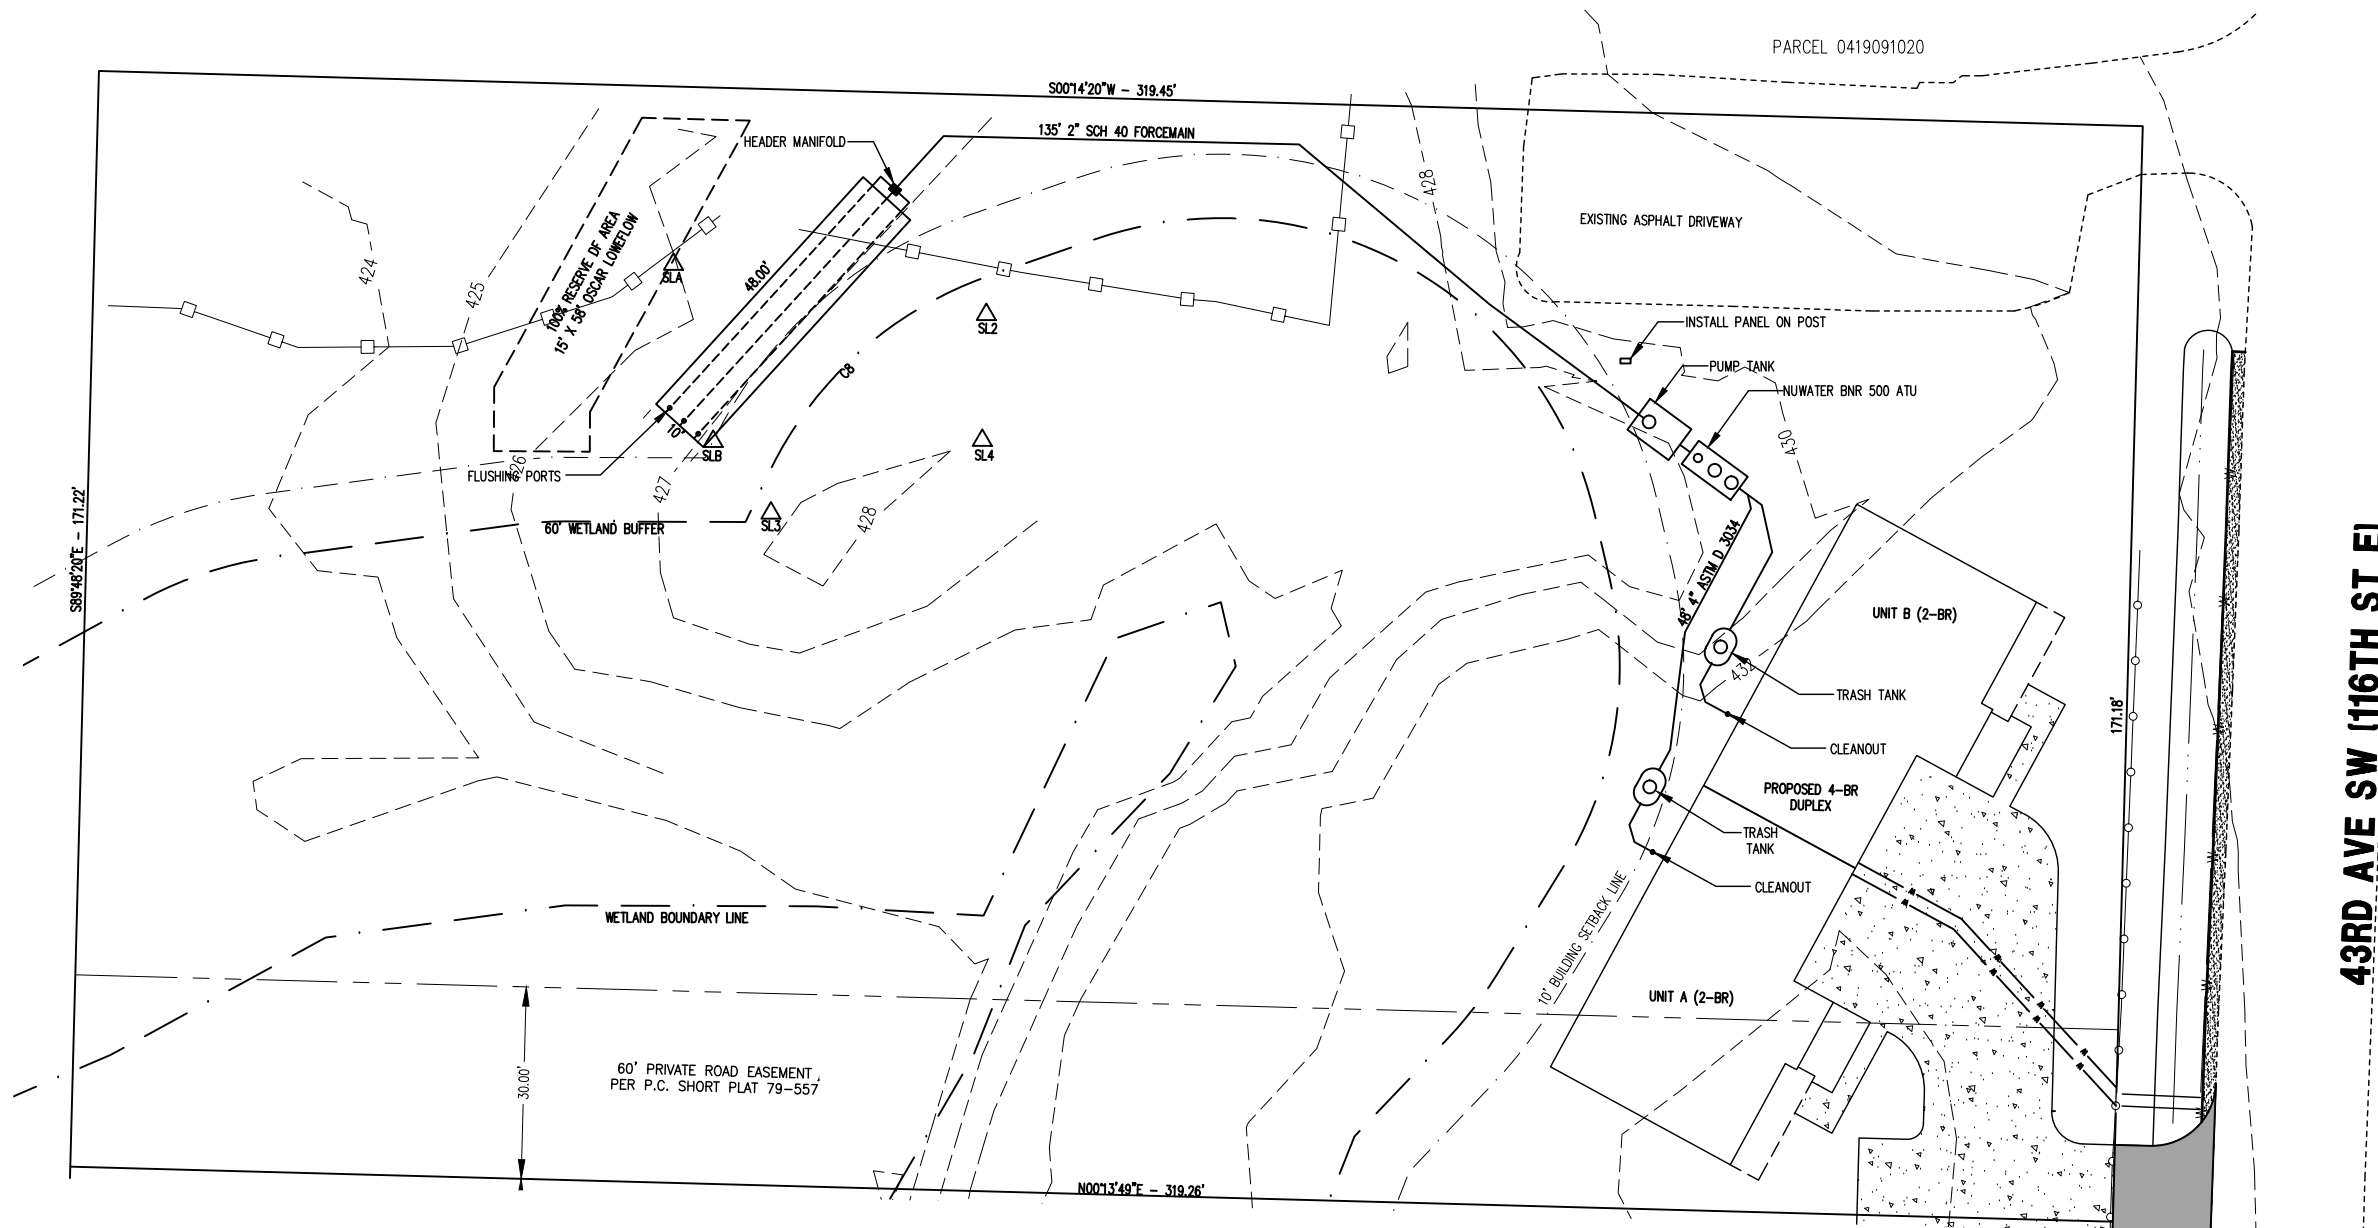 PARCEL 0419091020
S00°14'20"W - 319.45'
135' 2" SCH 40 FORCEMAIN
HEADER MANIFOLD
428
EXISTING ASPHALT DRIVEWAY
100% RESERVE DF AREA
15' X 58' OSCAR LOWEFLOW
424
425
SLA
48.00'
SL2
INSTALL PANEL ON POST
PUMP TANK
NUWATER BNR 500 ATU
C8
10'
SLB
SL4
430
FLUSHING PORTS
426
427
SL3
428
60' WETLAND BUFFER
S89°48'20"E - 171.22'
48' 4" ASTM D 3034
UNIT B (2-BR)
432
TRASH TANK
CLEANOUT
171.18'
43RD AVE SW (116TH ST E)
PROPOSED 4-BR
DUPLEX
TRASH
TANK
CLEANOUT
10' BUILDING SETBACK LINE
WETLAND BOUNDARY LINE
UNIT A (2-BR)
30.00'
60' PRIVATE ROAD EASEMENT
PER P.C. SHORT PLAT 79-557
N00°13'49"E - 319.26'